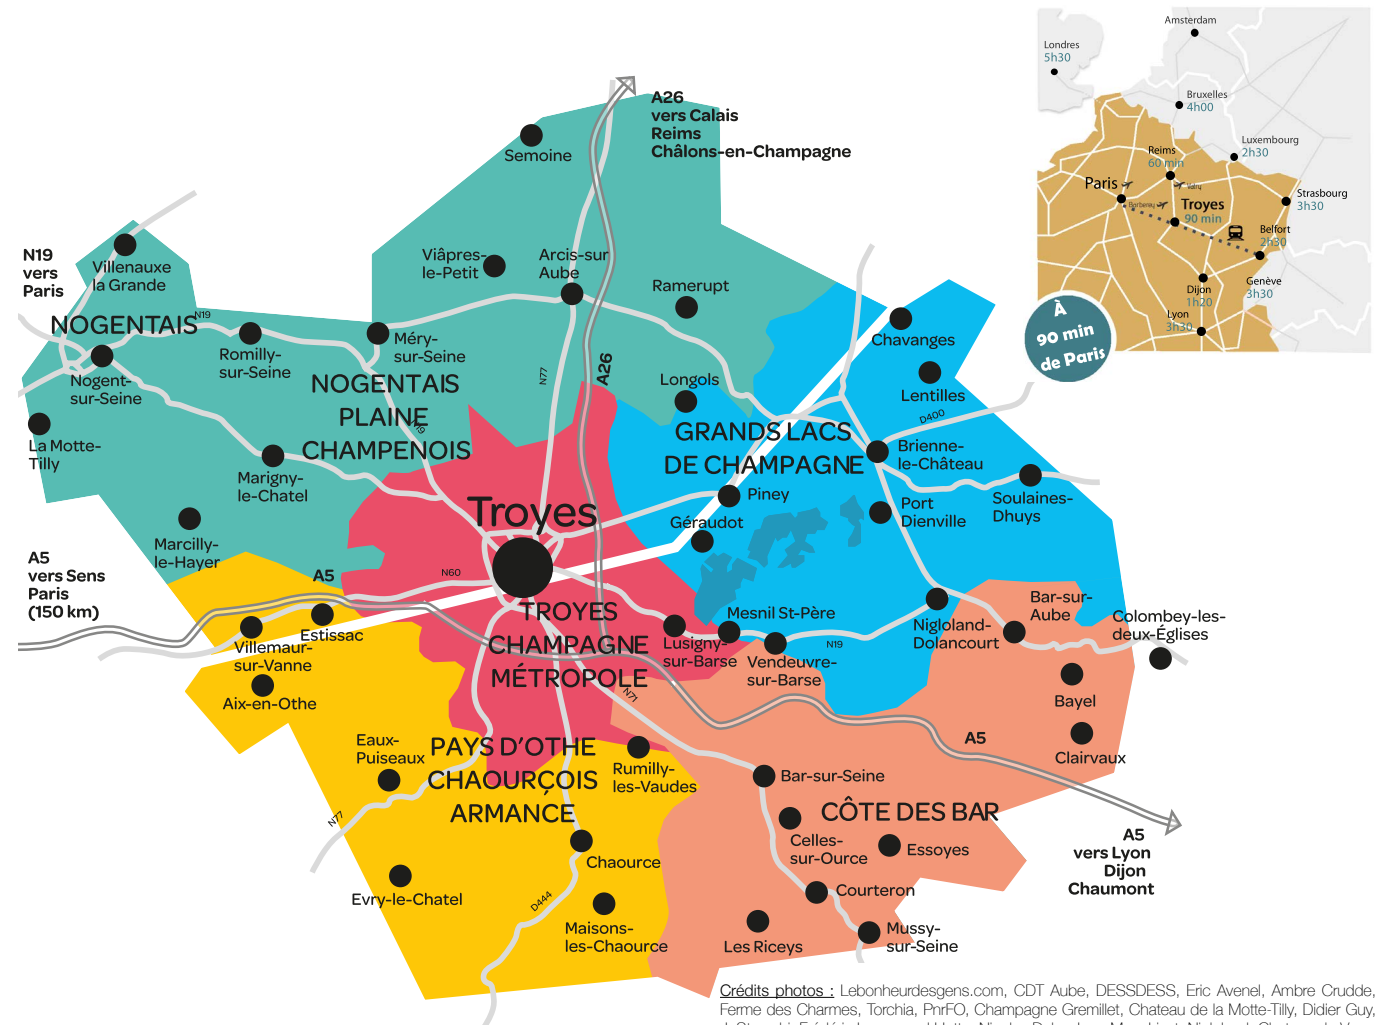 Amsterdam
Londres
5h30
Bruxelles
4h00
Luxembourg
2h30
Reims
60 min
Vatry
Paris
Barberey
Troyes
90 min
Strasbourg
3h30
Belfort
2h30
Genève
3h30
Dijon
1h20
Lyon
3h30
À
90 min
de Paris
A26
vers Calais
Reims
Châlons-en-Champagne
Semoine
N19
vers
Paris
Villenauxe
la Grande
Viâpres-
le-Petit
Arcis-sur
Aube
Ramerupt
NOGENTAIS
N19
Romilly-
sur-Seine
Méry-
sur-Seine
Nogent-
sur-Seine
NOGENTAIS
PLAINE
CHAMPENOIS
N19
N77
A26
Longols
Chavanges
Lentilles
D400
La Motte-
Tilly
Marigny-
le-Chatel
GRANDS LACS
DE CHAMPAGNE
Brienne-
le-Château
Soulaines-
Dhuys
Piney
Port
Dienville
Géraudot
Troyes
Marcilly-
le-Hayer
A5
vers Sens
Paris
(150 km)
A5
N60
Estissac
Villemaur-
sur-Vanne
Aix-en-Othe
TROYES
CHAMPAGNE
MÉTROPOLE
Lusigny-
sur-Barse
Mesnil St-Père
Vendeuvre-
sur-Barse
N19
Nigloland-
Dolancourt
Bar-sur-
Aube
Colombey-les-
deux-Églises
Bayel
Clairvaux
N71
A5
Eaux-
Puiseaux
PAYS D'OTHE
CHAOURÇOIS
ARMANCE
Rumilly-
les-Vaudes
Bar-sur-Seine
CÔTE DES BAR
Celles-
sur-Ource
Essoyes
N77
Chaource
A5
vers Lyon
Dijon
Chaumont
Evry-le-Chatel
D444
Maisons-
les-Chaource
Courteron
Les Riceys
Mussy-
sur-Seine
Crédits photos : Lebonheurdesgens.com, CDT Aube, DESSDESS, Eric Avenel, Ambre Crudde,
Ferme des Charmes, Torchia, PnrFO, Champagne Gremillet, Chateau de la Motte-Tilly, Didier Guy,